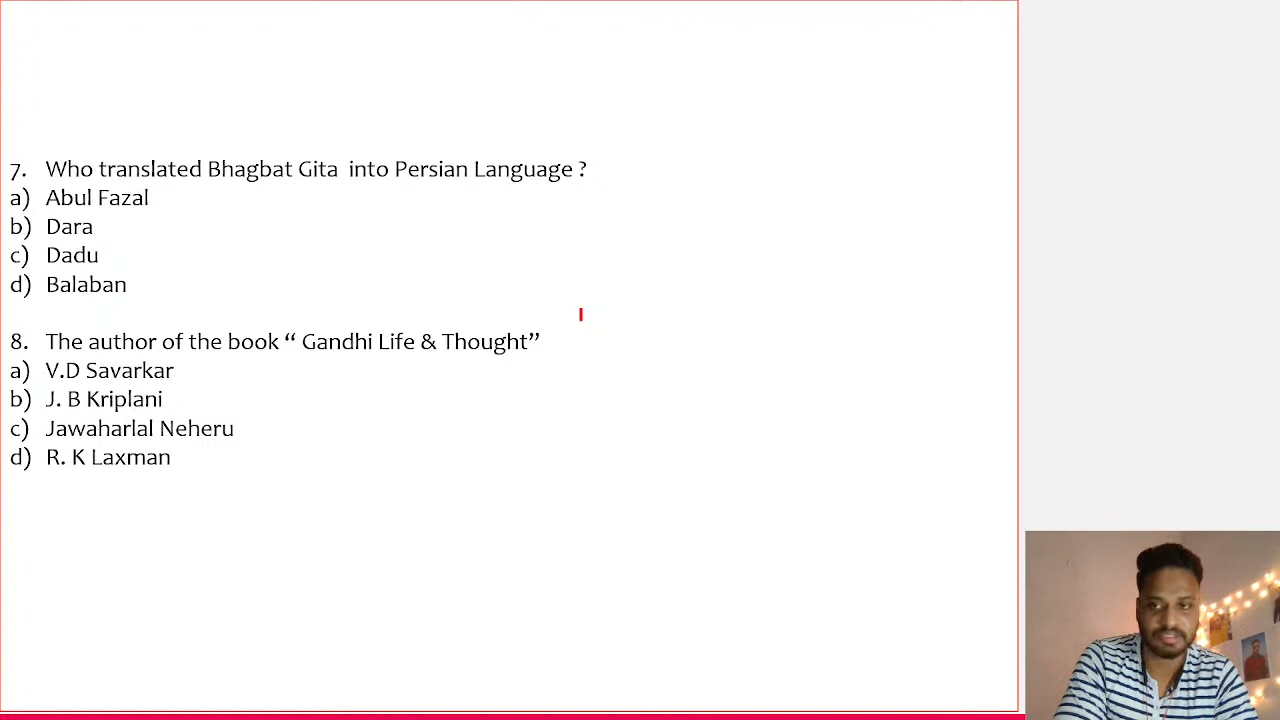 7. Who translated Bhagbat Gita into Persian Language ?
a) Abul Fazal
b) Dara
c) Dadu
d) Balaban
8. The author of the book “ Gandhi Life & Thought”
a) V.D Savarkar
b) J. B Kriplani
c) Jawaharlal Neheru
d) R. K Laxman